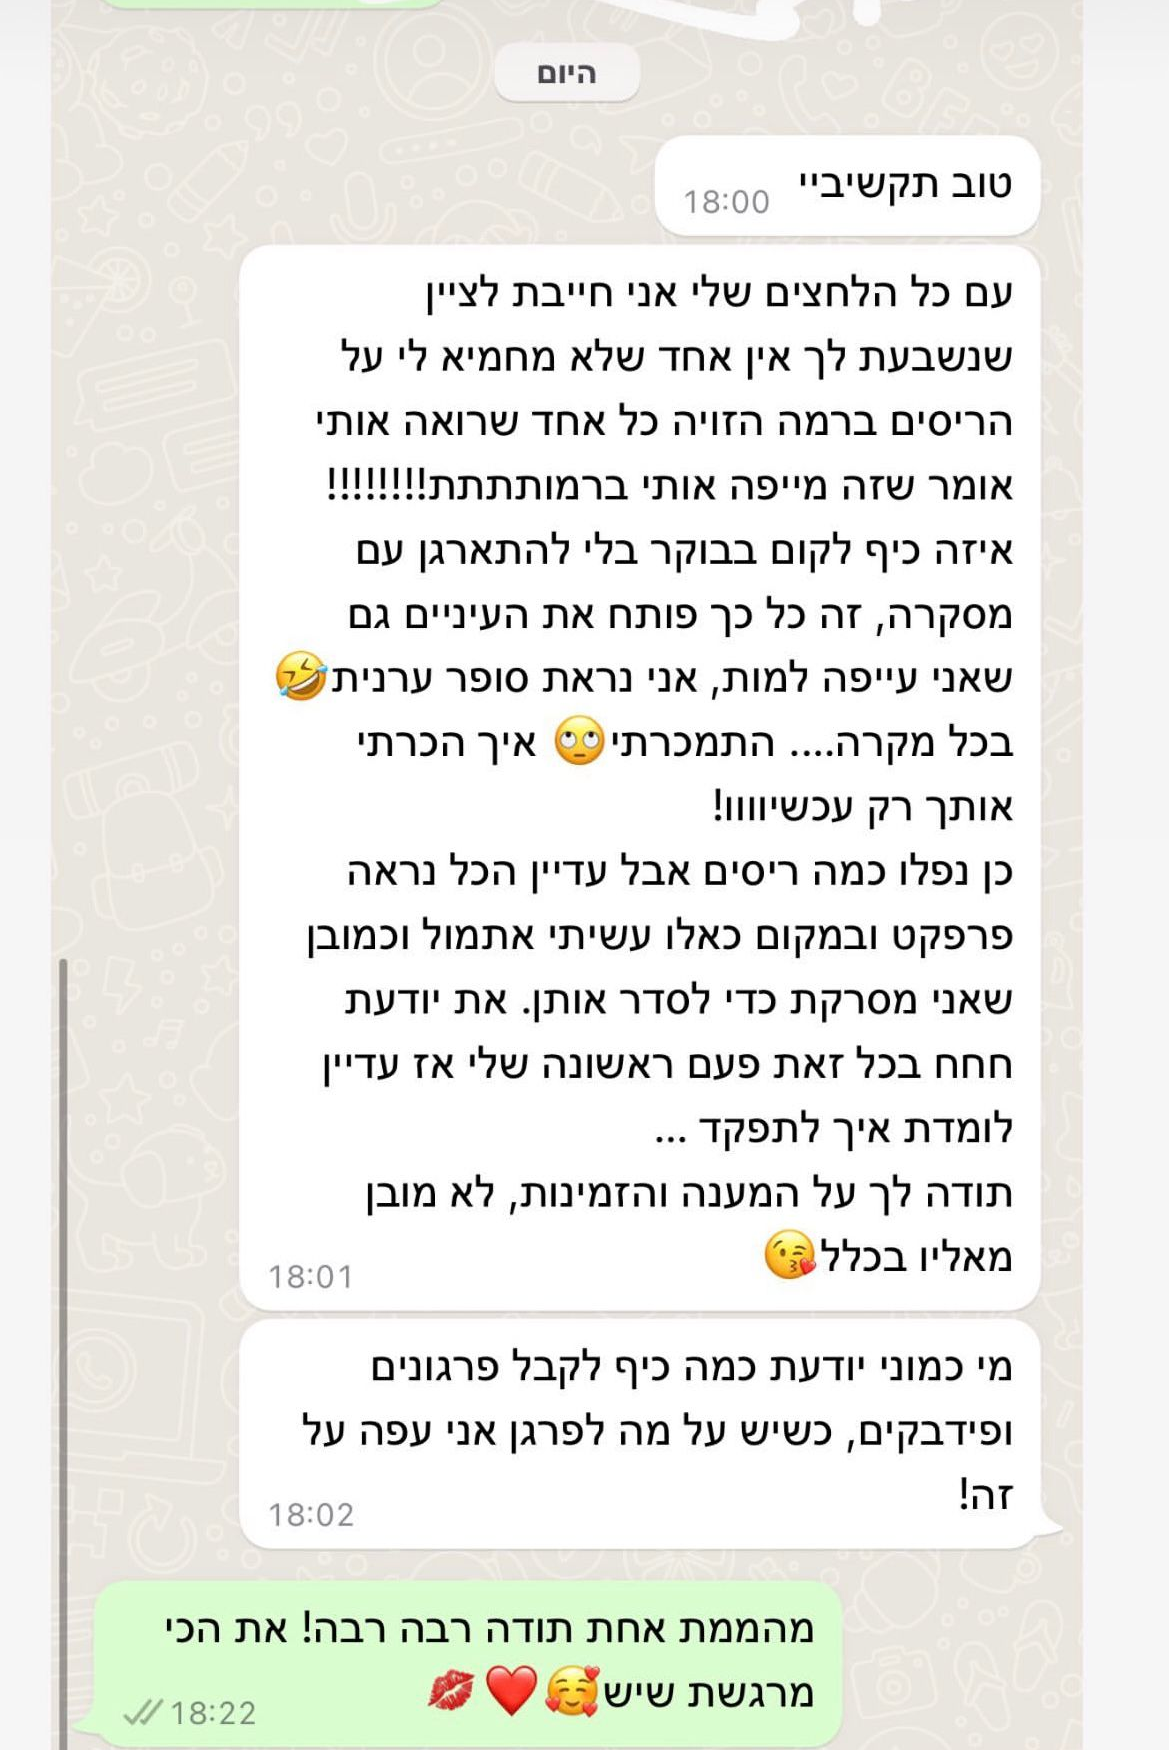 היום
טוב תקשיביי
18:00
עם כל הלחצים שלי אני חייבת לציין
שנשבעת לך אין אחד שלא מחמיא לי על
הריסים ברמה הזויה כל אחד שרואה אותי
אומר שזה מייפה אותי ברמותתתת!!!!!!!!
איזה כיף לקום בבוקר בלי להתארגן עם
מסקרה, זה כל כך פותח את העיניים גם
שאני עייפה למות, אני נראת סופר ערנית🤣
בכל מקרה.... התמכרתי🙄 איך הכרתי
אותך רק עכשיוווו!
כן נפלו כמה ריסים אבל עדיין הכל נראה
פרפקט ובמקום כאלו עשיתי אתמול וכמובן
שאני מסרקת כדי לסדר אותן. את יודעת
חחח בכל זאת פעם ראשונה שלי אז עדיין
לומדת איך לתפקד ...
תודה לך על המענה והזמינות, לא מובן
מאליו בכלל😘
18:01
מי כמוני יודעת כמה כיף לקבל פרגונים
ופידבקים, כשיש על מה לפרגן אני עפה על
זה!
18:02
מהממת אחת תודה רבה רבה! את הכי
מרגשת שיש🥰❤️💋
18:22